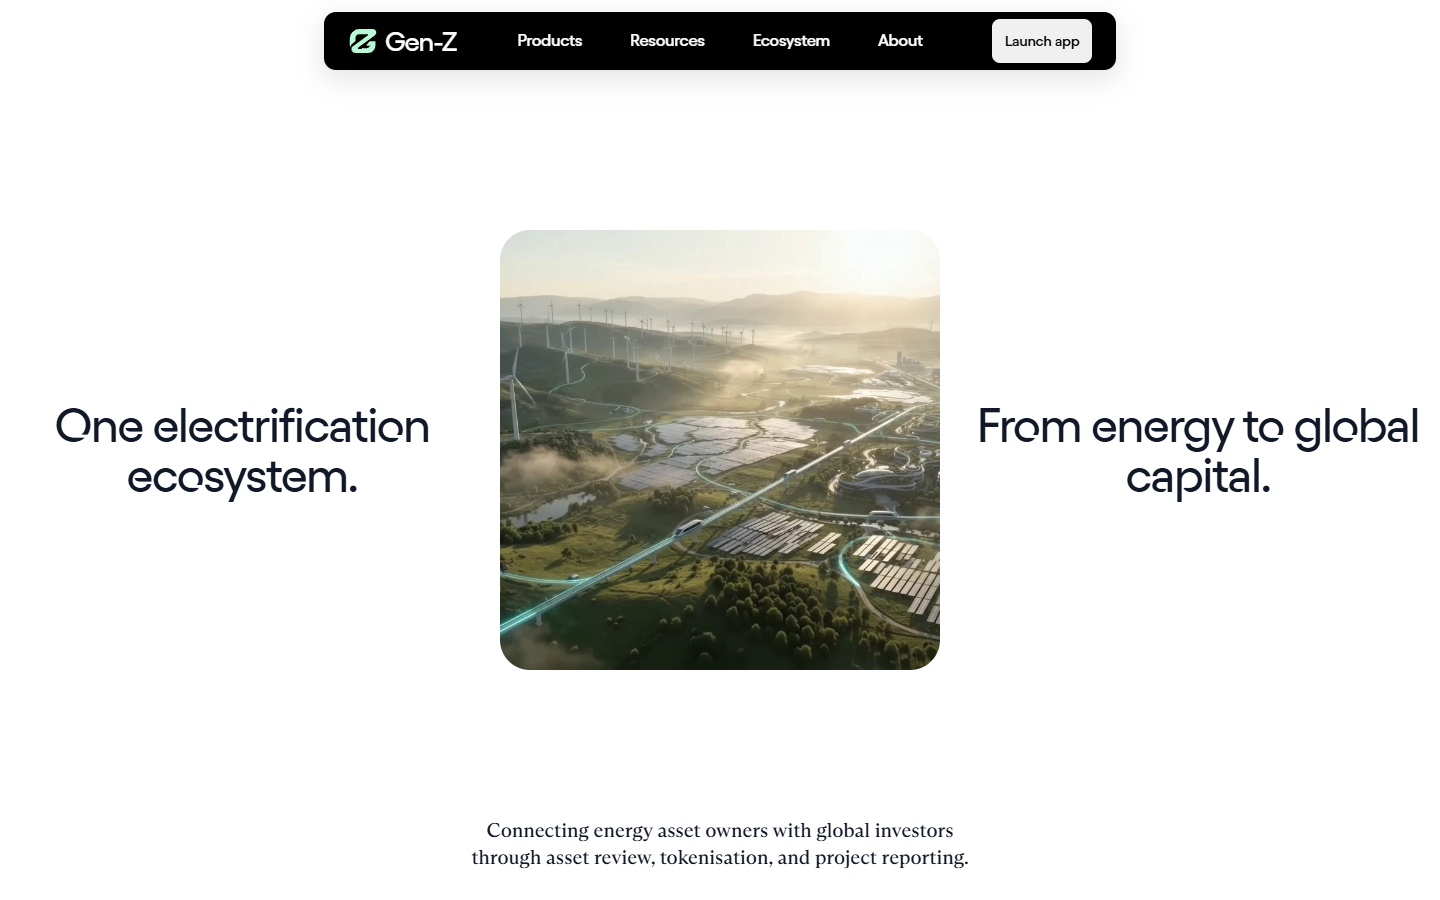 Gen-Z
Products
Resources
Ecosystem
About
Launch app
One electrification
ecosystem.
From energy to global
capital.
Connecting energy asset owners with global investors
through asset review, tokenisation, and project reporting.